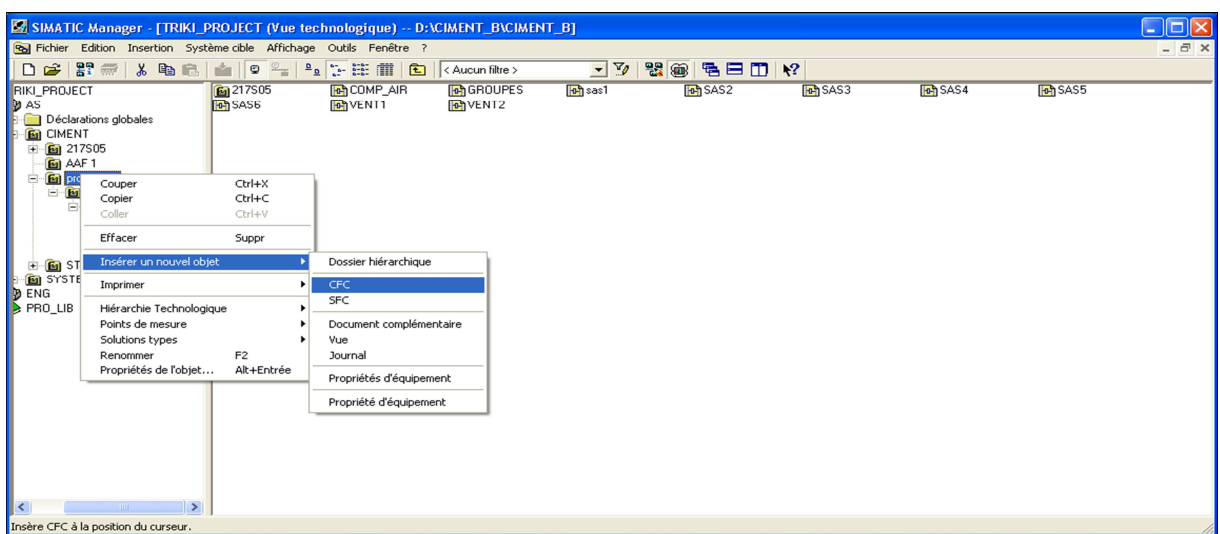 SIMATIC Manager - [TRIKI_PROJECT (Vue technologique) -- D:\CIMENT_B\CIMENT_B]
Fichier Edition Insertion Système cible Affichage Outils Fenêtre ?
< Aucun filtre >
RIKI_PROJECT
AS
Déclarations globales
CIMENT
217S05
AAF 1
217S05 COMP_AIR GROUPES sas1 SAS2 SAS3 SAS4 SAS5
SAS6 VENT1 VENT2
Couper Ctrl+X
Copier Ctrl+C
Coller Ctrl+V
Effacer Suppr
Insérer un nouvel objet
Imprimer
Hiérarchie Technologique
Points de mesure
Solutions types
Renommer F2
Propriétés de l'objet... Alt+Entrée
Dossier hiérarchique
CFC
SFC
Document complémentaire
Vue
Journal
Propriétés d'équipement
Propriété d'équipement
ST
SYSTE
ENG
PRO_LIB
Insère CFC à la position du curseur.